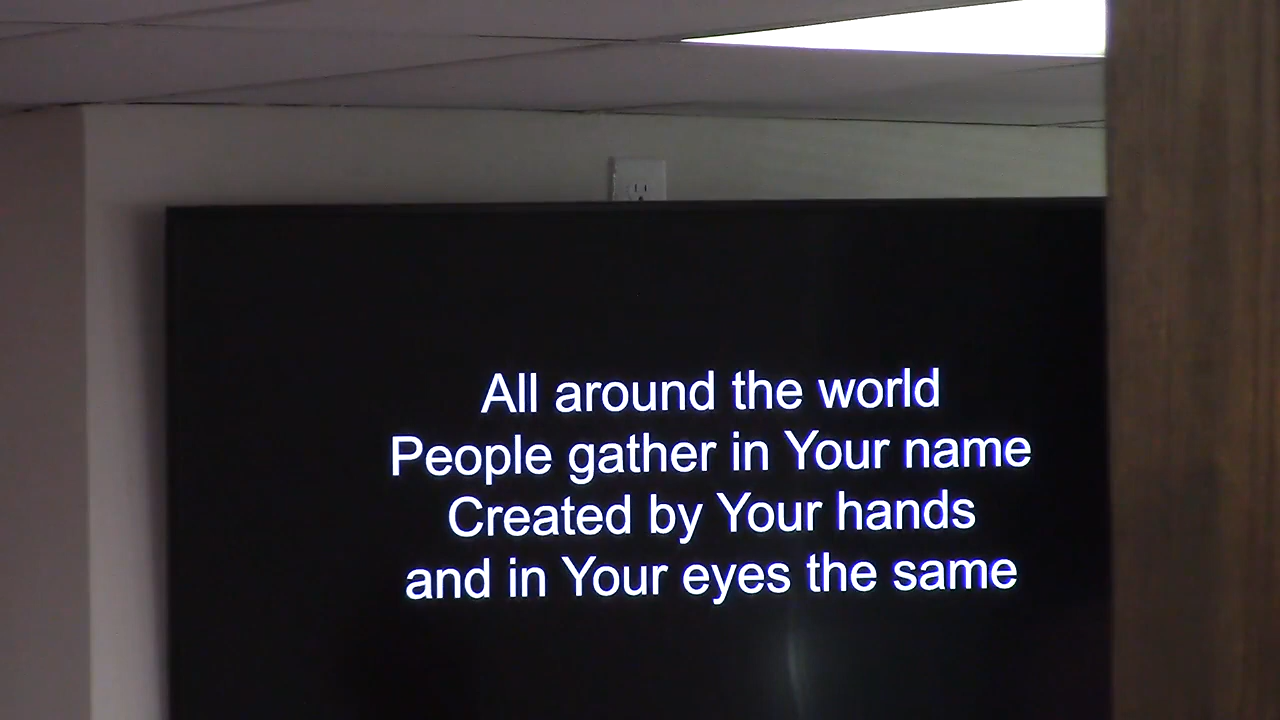 All around the world
People gather in Your name
Created by Your hands
and in Your eyes the same